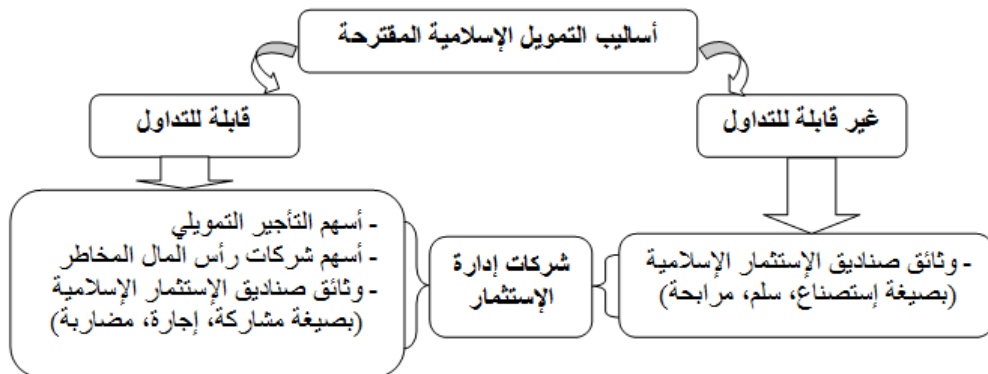 أساليب التمويل الإسلامية المقترحة
غير قابلة للتداول
قابلة للتداول
- وثائق صناديق الإستثمار الإسلامية
(بصيغة إستصناع، سلم، مرابحة)
شركات إدارة
الإستثمار
- أسهم التأجير التمويلي
- أسهم شركات رأس المال المخاطر
- وثائق صناديق الإستثمار الإسلامية
(بصيغة مشاركة، إجارة، مضاربة)